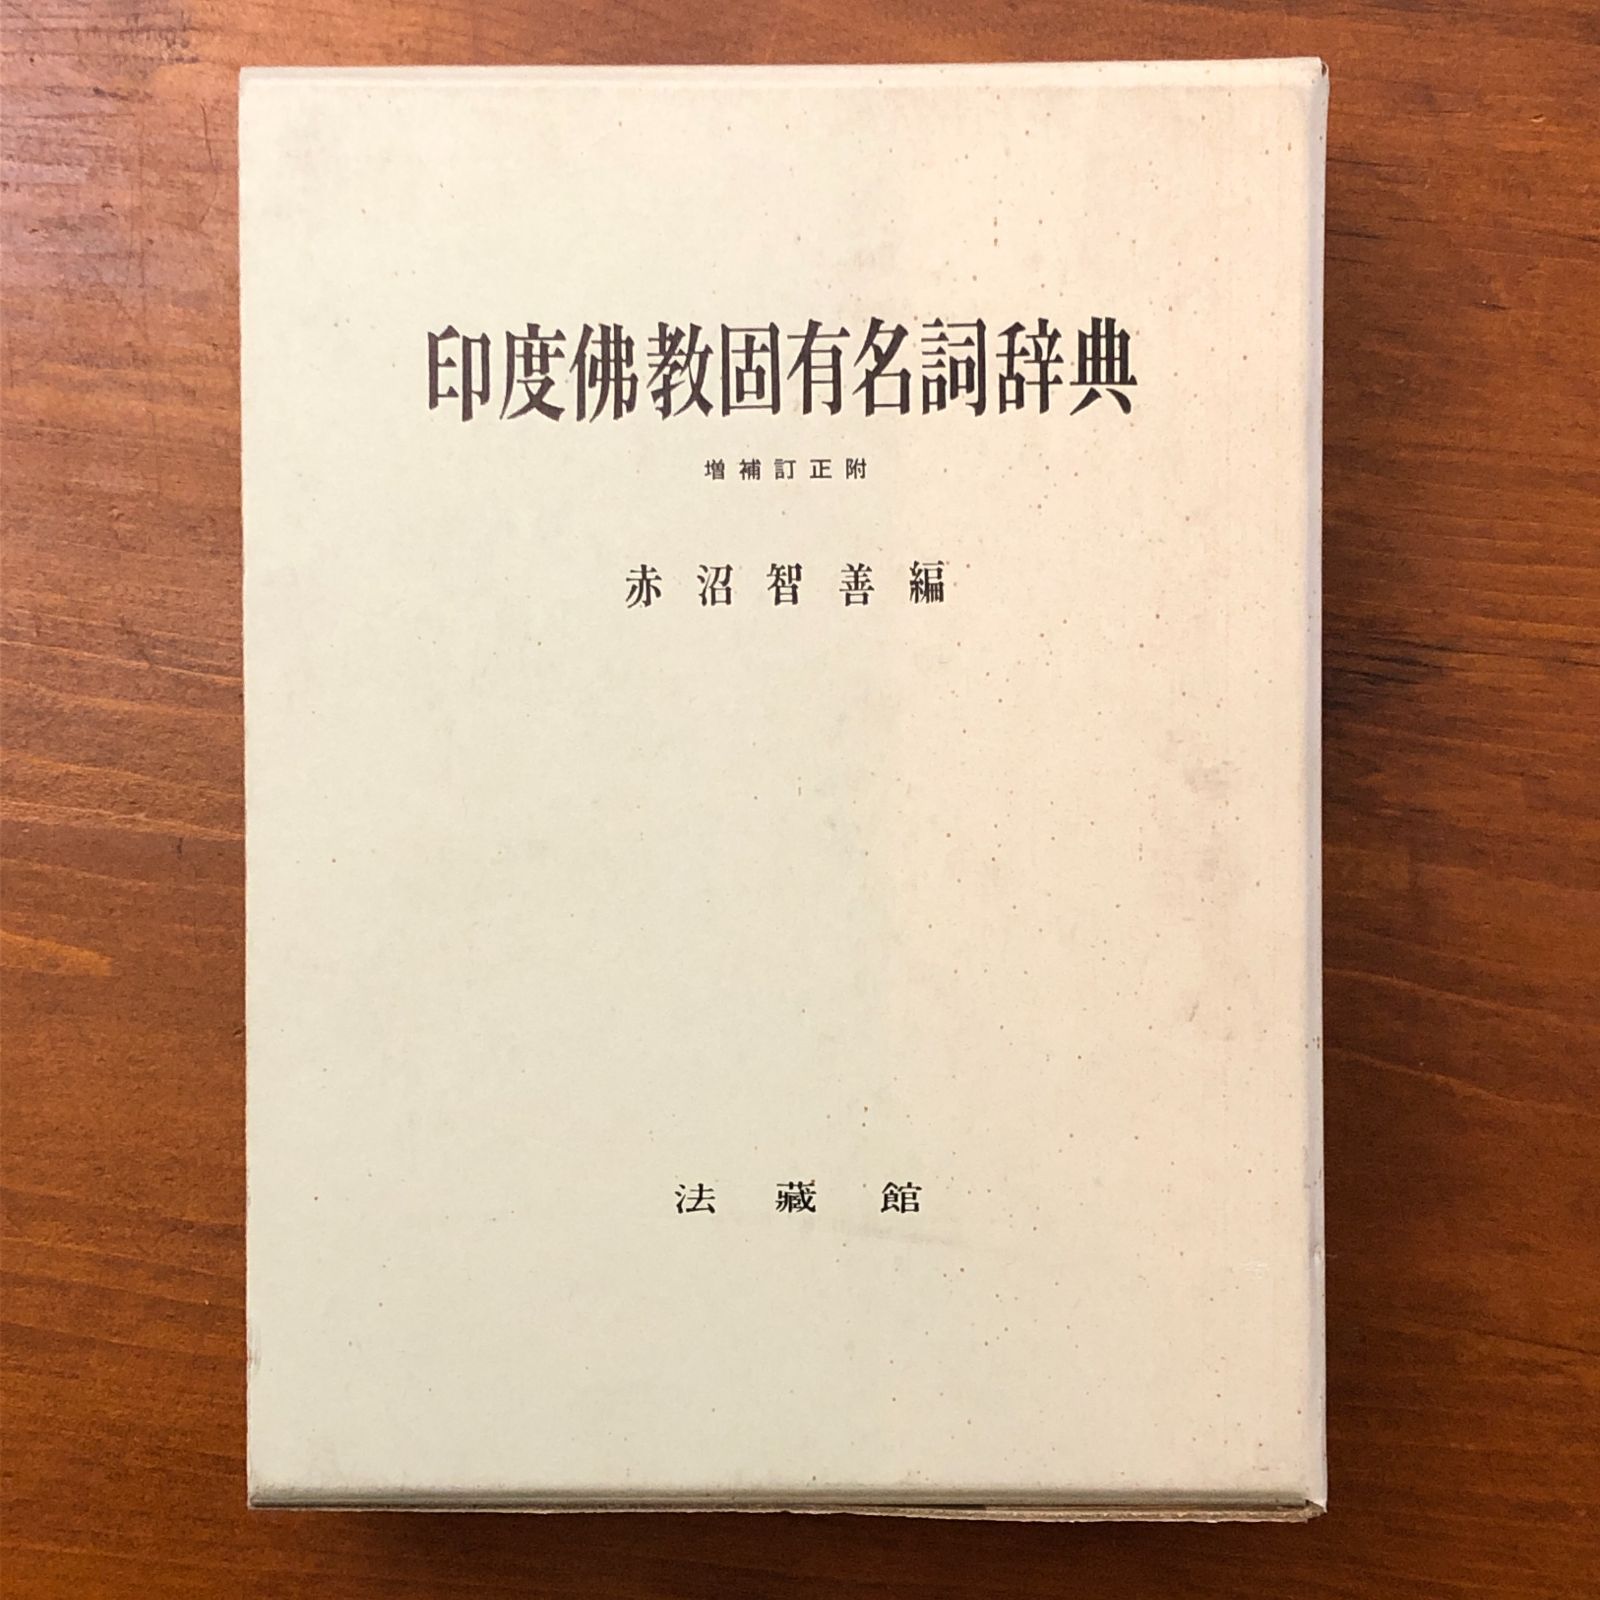 印度佛教固有名詞辞典
増補訂正附
赤沼智善編
法藏館